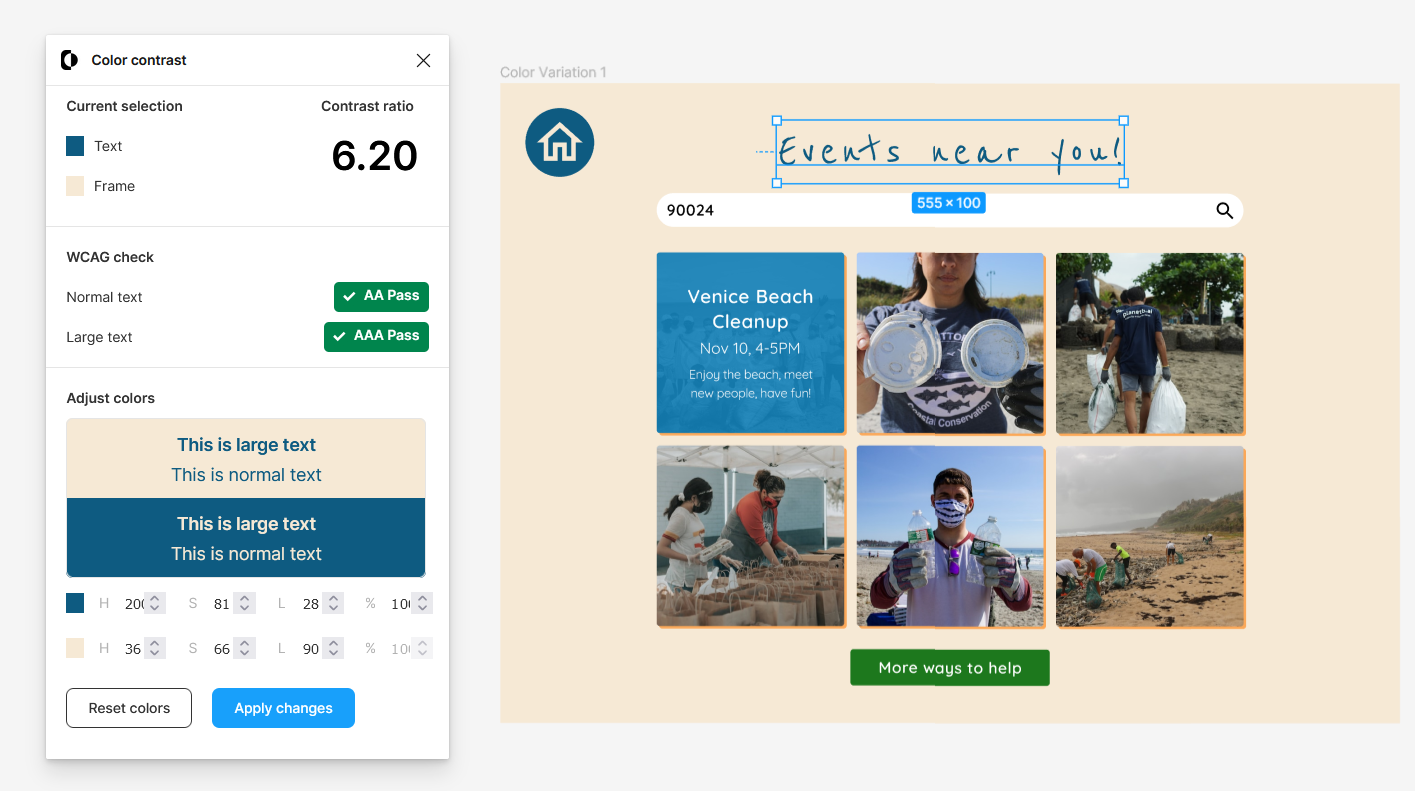 Color contrast
Current selection
Contrast ratio
Text
6.20
Frame
WCAG check
Normal text
AA Pass
Large text
AAA Pass
Adjust colors
This is large text
This is normal text
This is large text
This is normal text
H 200 S 81 L 28 % 100
H 36 S 66 L 90 % 100
Reset colors
Apply changes
Color Variation 1
Events near you!
555 × 100
90024
Venice Beach
Cleanup
Nov 10, 4-5PM
Enjoy the beach, meet
new people, have fun!
Coastal Conservation
More ways to help